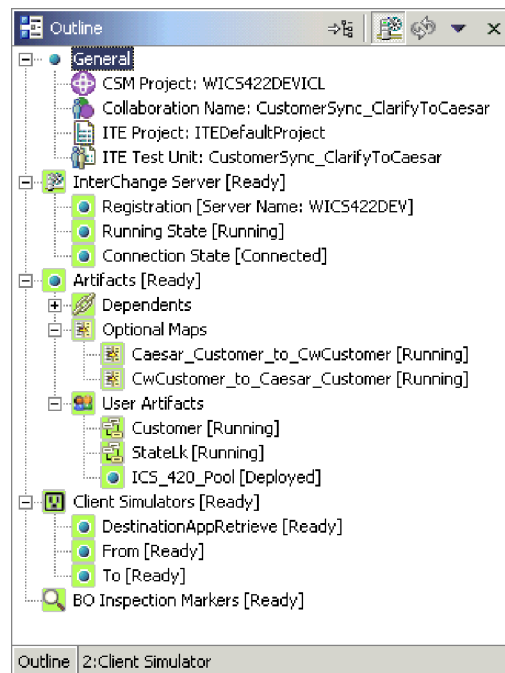 Outline
General
CSM Project: WICS422DEVICL
Collaboration Name: CustomerSync_ClarifyToCaesar
ITE Project: ITEDefaultProject
ITE Test Unit: CustomerSync_ClarifyToCaesar
InterChange Server [Ready]
Registration [Server Name: WICS422DEV]
Running State [Running]
Connection State [Connected]
Artifacts [Ready]
Dependents
Optional Maps
Caesar_Customer_to_CwCustomer [Running]
CwCustomer_to_Caesar_Customer [Running]
User Artifacts
Customer [Running]
StateLk [Running]
ICS_420_Pool [Deployed]
Client Simulators [Ready]
DestinationAppRetrieve [Ready]
From [Ready]
To [Ready]
BO Inspection Markers [Ready]
Outline 2:Client Simulator